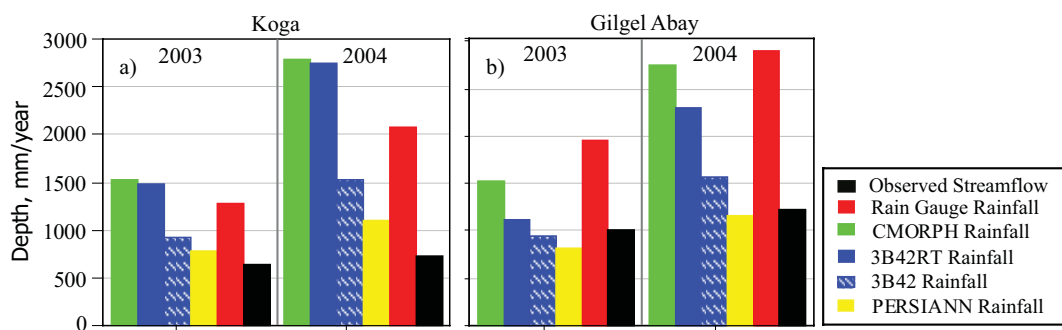 Koga
Gilgel Abay
Depth, mm/year
3000
2500
2000
1500
1000
500
0
a)
2003
2004
b)
2003
2004
Observed Streamflow
Rain Gauge Rainfall
CMORPH Rainfall
3B42RT Rainfall
3B42 Rainfall
PERSIANN Rainfall